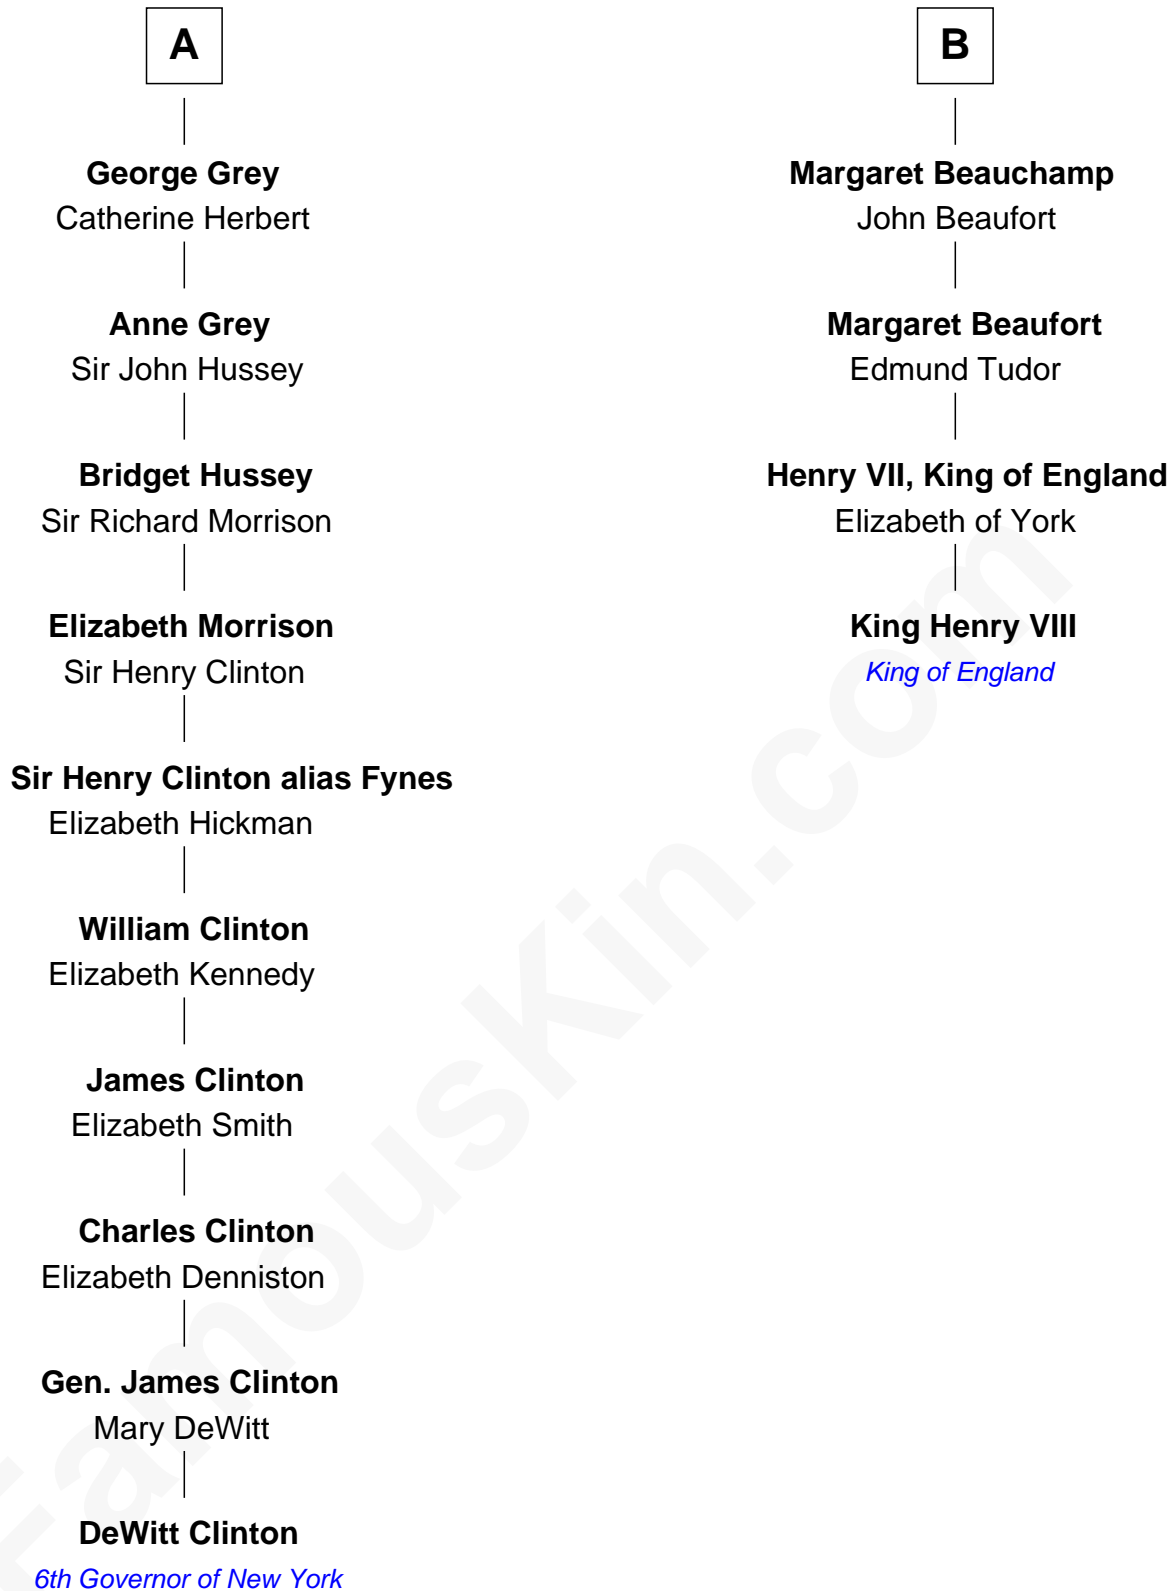 A
George Grey
Catherine Herbert
Anne Grey
Sir John Hussey
Bridget Hussey
Sir Richard Morrison
Elizabeth Morrison
Sir Henry Clinton
Sir Henry Clinton alias Fynes
Elizabeth Hickman
William Clinton
Elizabeth Kennedy
James Clinton
Elizabeth Smith
Charles Clinton
Elizabeth Denniston
Gen. James Clinton
Mary DeWitt
DeWitt Clinton
6th Governor of New York
B
Margaret Beauchamp
John Beaufort
Margaret Beaufort
Edmund Tudor
Henry VII, King of England
Elizabeth of York
King Henry VIII
King of England
FamousKin.com